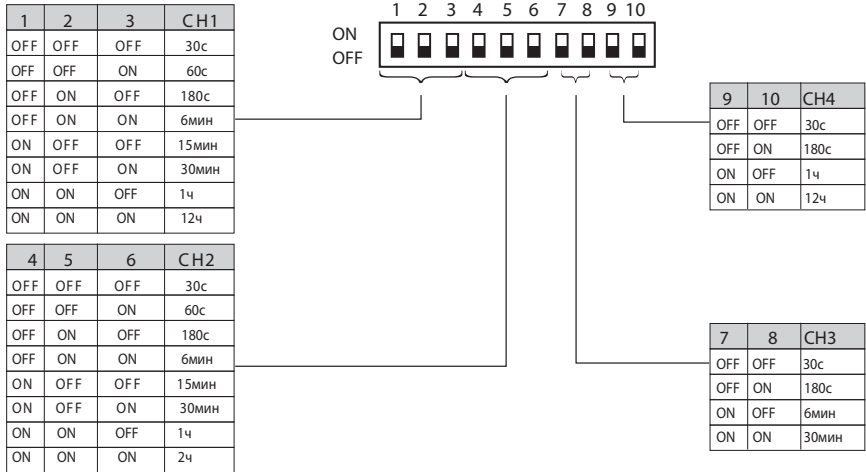 1 2 3 CH1
OFF OFF OFF 30с
OFF OFF ON 60с
OFF ON OFF 180с
OFF ON ON 6мин
ON OFF OFF 15мин
ON OFF ON 30мин
ON ON OFF 1ч
ON ON ON 12ч
4 5 6 CH2
OFF OFF OFF 30с
OFF OFF ON 60с
OFF ON OFF 180с
OFF ON ON 6мин
ON OFF OFF 15мин
ON OFF ON 30мин
ON ON OFF 1ч
ON ON ON 2ч
1 2 3 4 5 6 7 8 9 10
ON
OFF
9 10 CH4
OFF OFF 30с
OFF ON 180с
ON OFF 1ч
ON ON 12ч
7 8 CH3
OFF OFF 30с
OFF ON 180с
ON OFF 6мин
ON ON 30мин